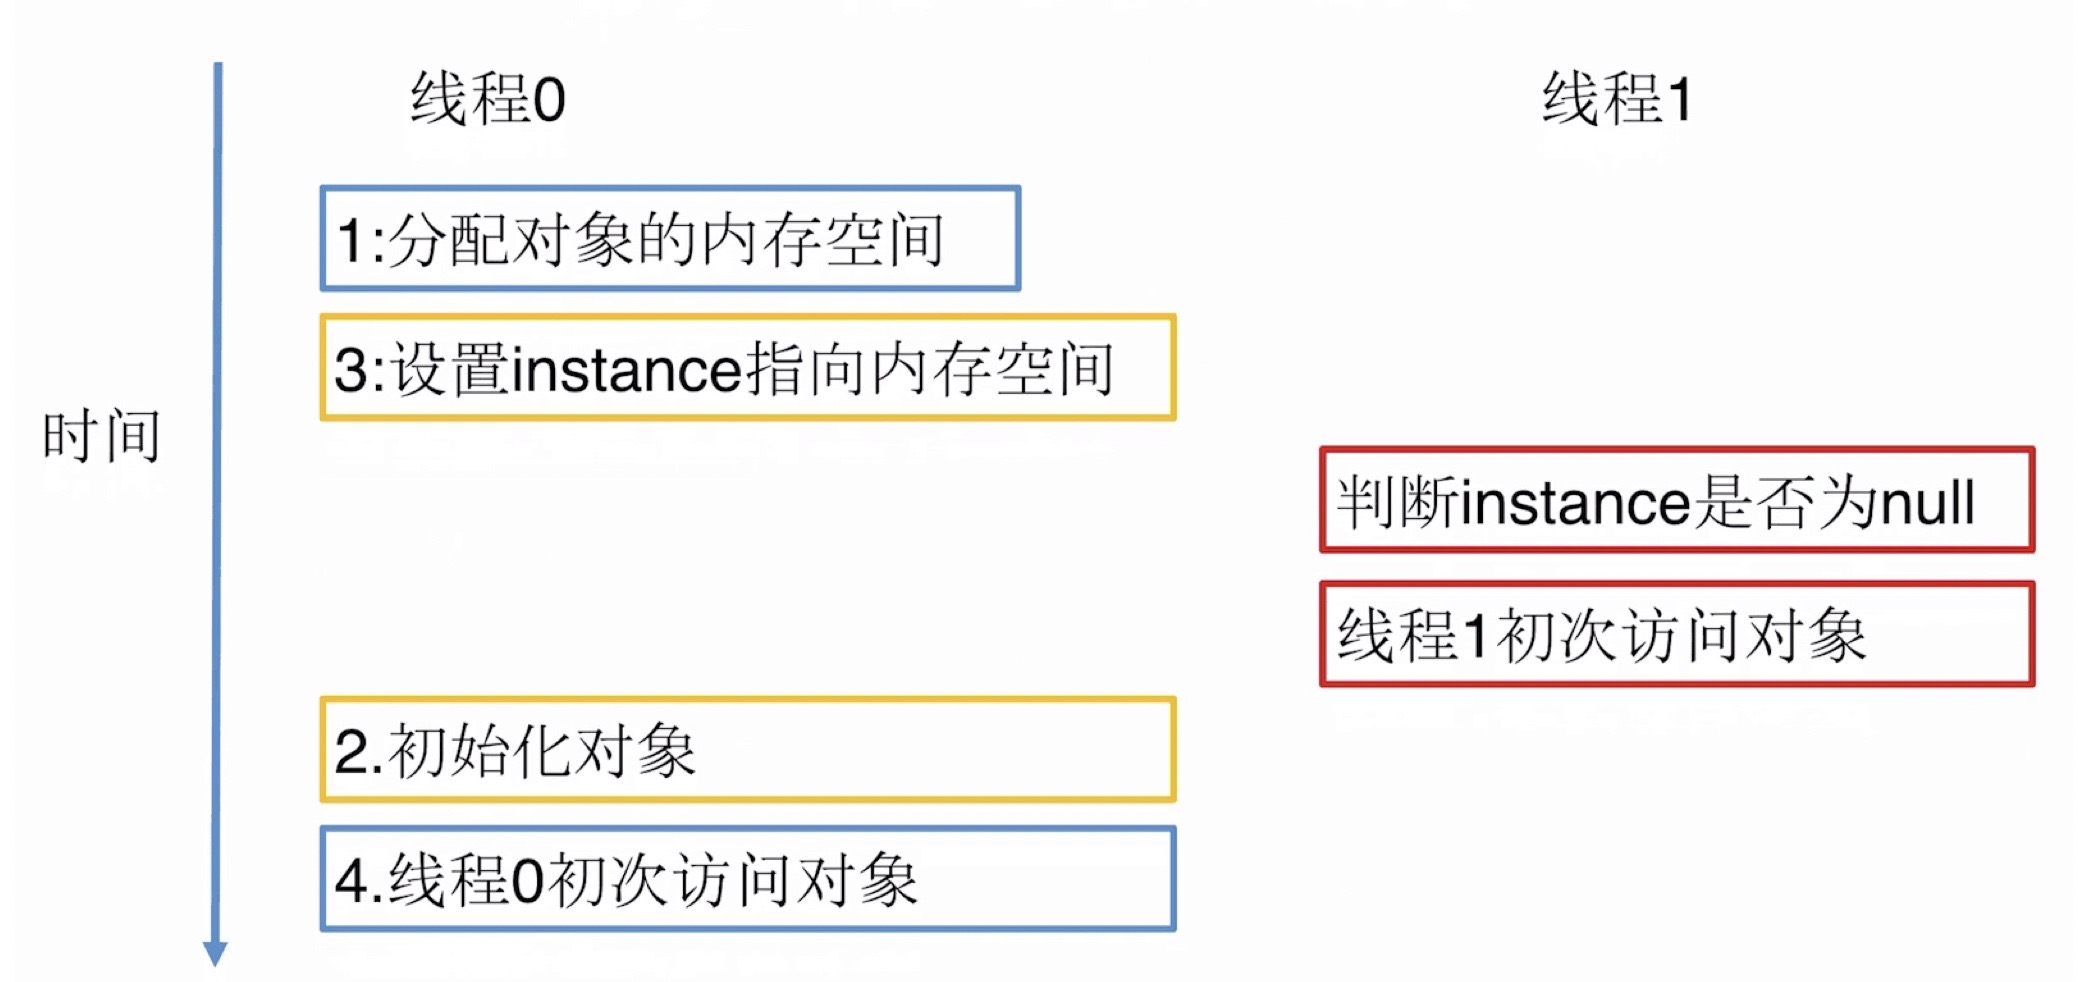 线程0
线程1
1:分配对象的内存空间
3:设置instance指向内存空间
时间
判断instance是否为null
线程1初次访问对象
2.初始化对象
4.线程0初次访问对象